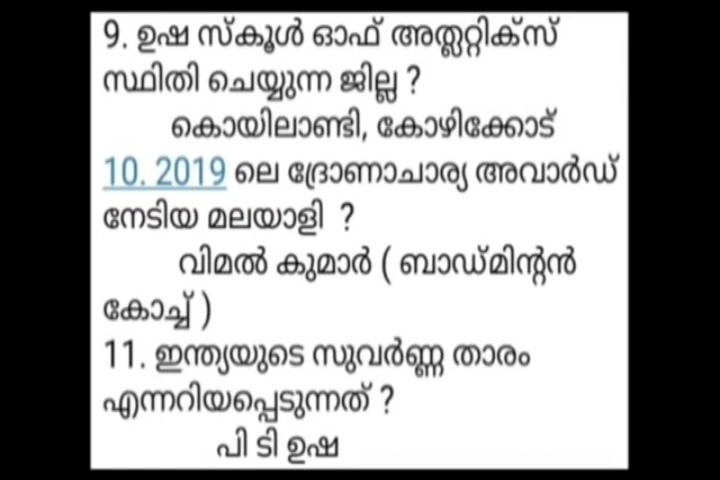 9. ഉഷ സ്കൂൾ ഓഫ് അത്ലറ്റിക്സ്
സ്ഥിതി ചെയ്യുന്ന ജില്ല ?
കൊയിലാണ്ടി, കോഴിക്കോട്
10. 2019 ലെ ദ്രോണാചാര്യ അവാർഡ്
നേടിയ മലയാളി ?
വിമൽ കുമാർ ( ബാഡ്മിന്റൻ
കോച്ച് )
11. ഇന്ത്യയുടെ സുവർണ്ണ താരം
എന്നറിയപ്പെടുന്നത് ?
പി ടി ഉഷ